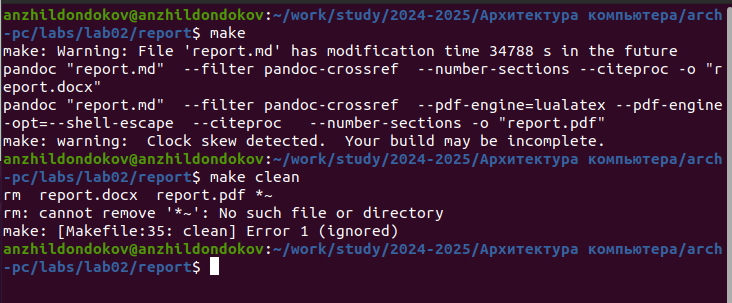 anzhildondokov@anzhildondokov:~/work/study/2024-2025/Архитектура компьютера/arch
-pc/labs/lab02/report$ make
make: Warning: File 'report.md' has modification time 34788 s in the future
pandoc "report.md"  --filter pandoc-crossref  --number-sections --citeproc -o "r
eport.docx"
pandoc "report.md"  --filter pandoc-crossref  --pdf-engine=lualatex --pdf-engine
-opt=--shell-escape  --citeproc   --number-sections -o "report.pdf"
make: warning:  Clock skew detected.  Your build may be incomplete.
anzhildondokov@anzhildondokov:~/work/study/2024-2025/Архитектура компьютера/arch
-pc/labs/lab02/report$ make clean
rm  report.docx  report.pdf *~
rm: cannot remove '*~': No such file or directory
make: [Makefile:35: clean] Error 1 (ignored)
anzhildondokov@anzhildondokov:~/work/study/2024-2025/Архитектура компьютера/arch
-pc/labs/lab02/report$